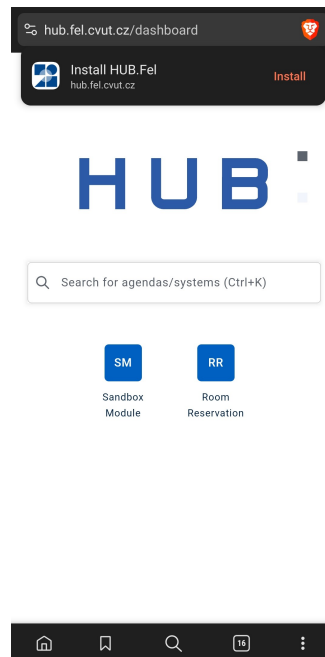 hub.fel.cvut.cz/dashboard
Install HUB.Fel
hub.fel.cvut.cz
Install
HUB
Search for agendas/systems (Ctrl+K)
SM
RR
Sandbox
Module
Room
Reservation
16